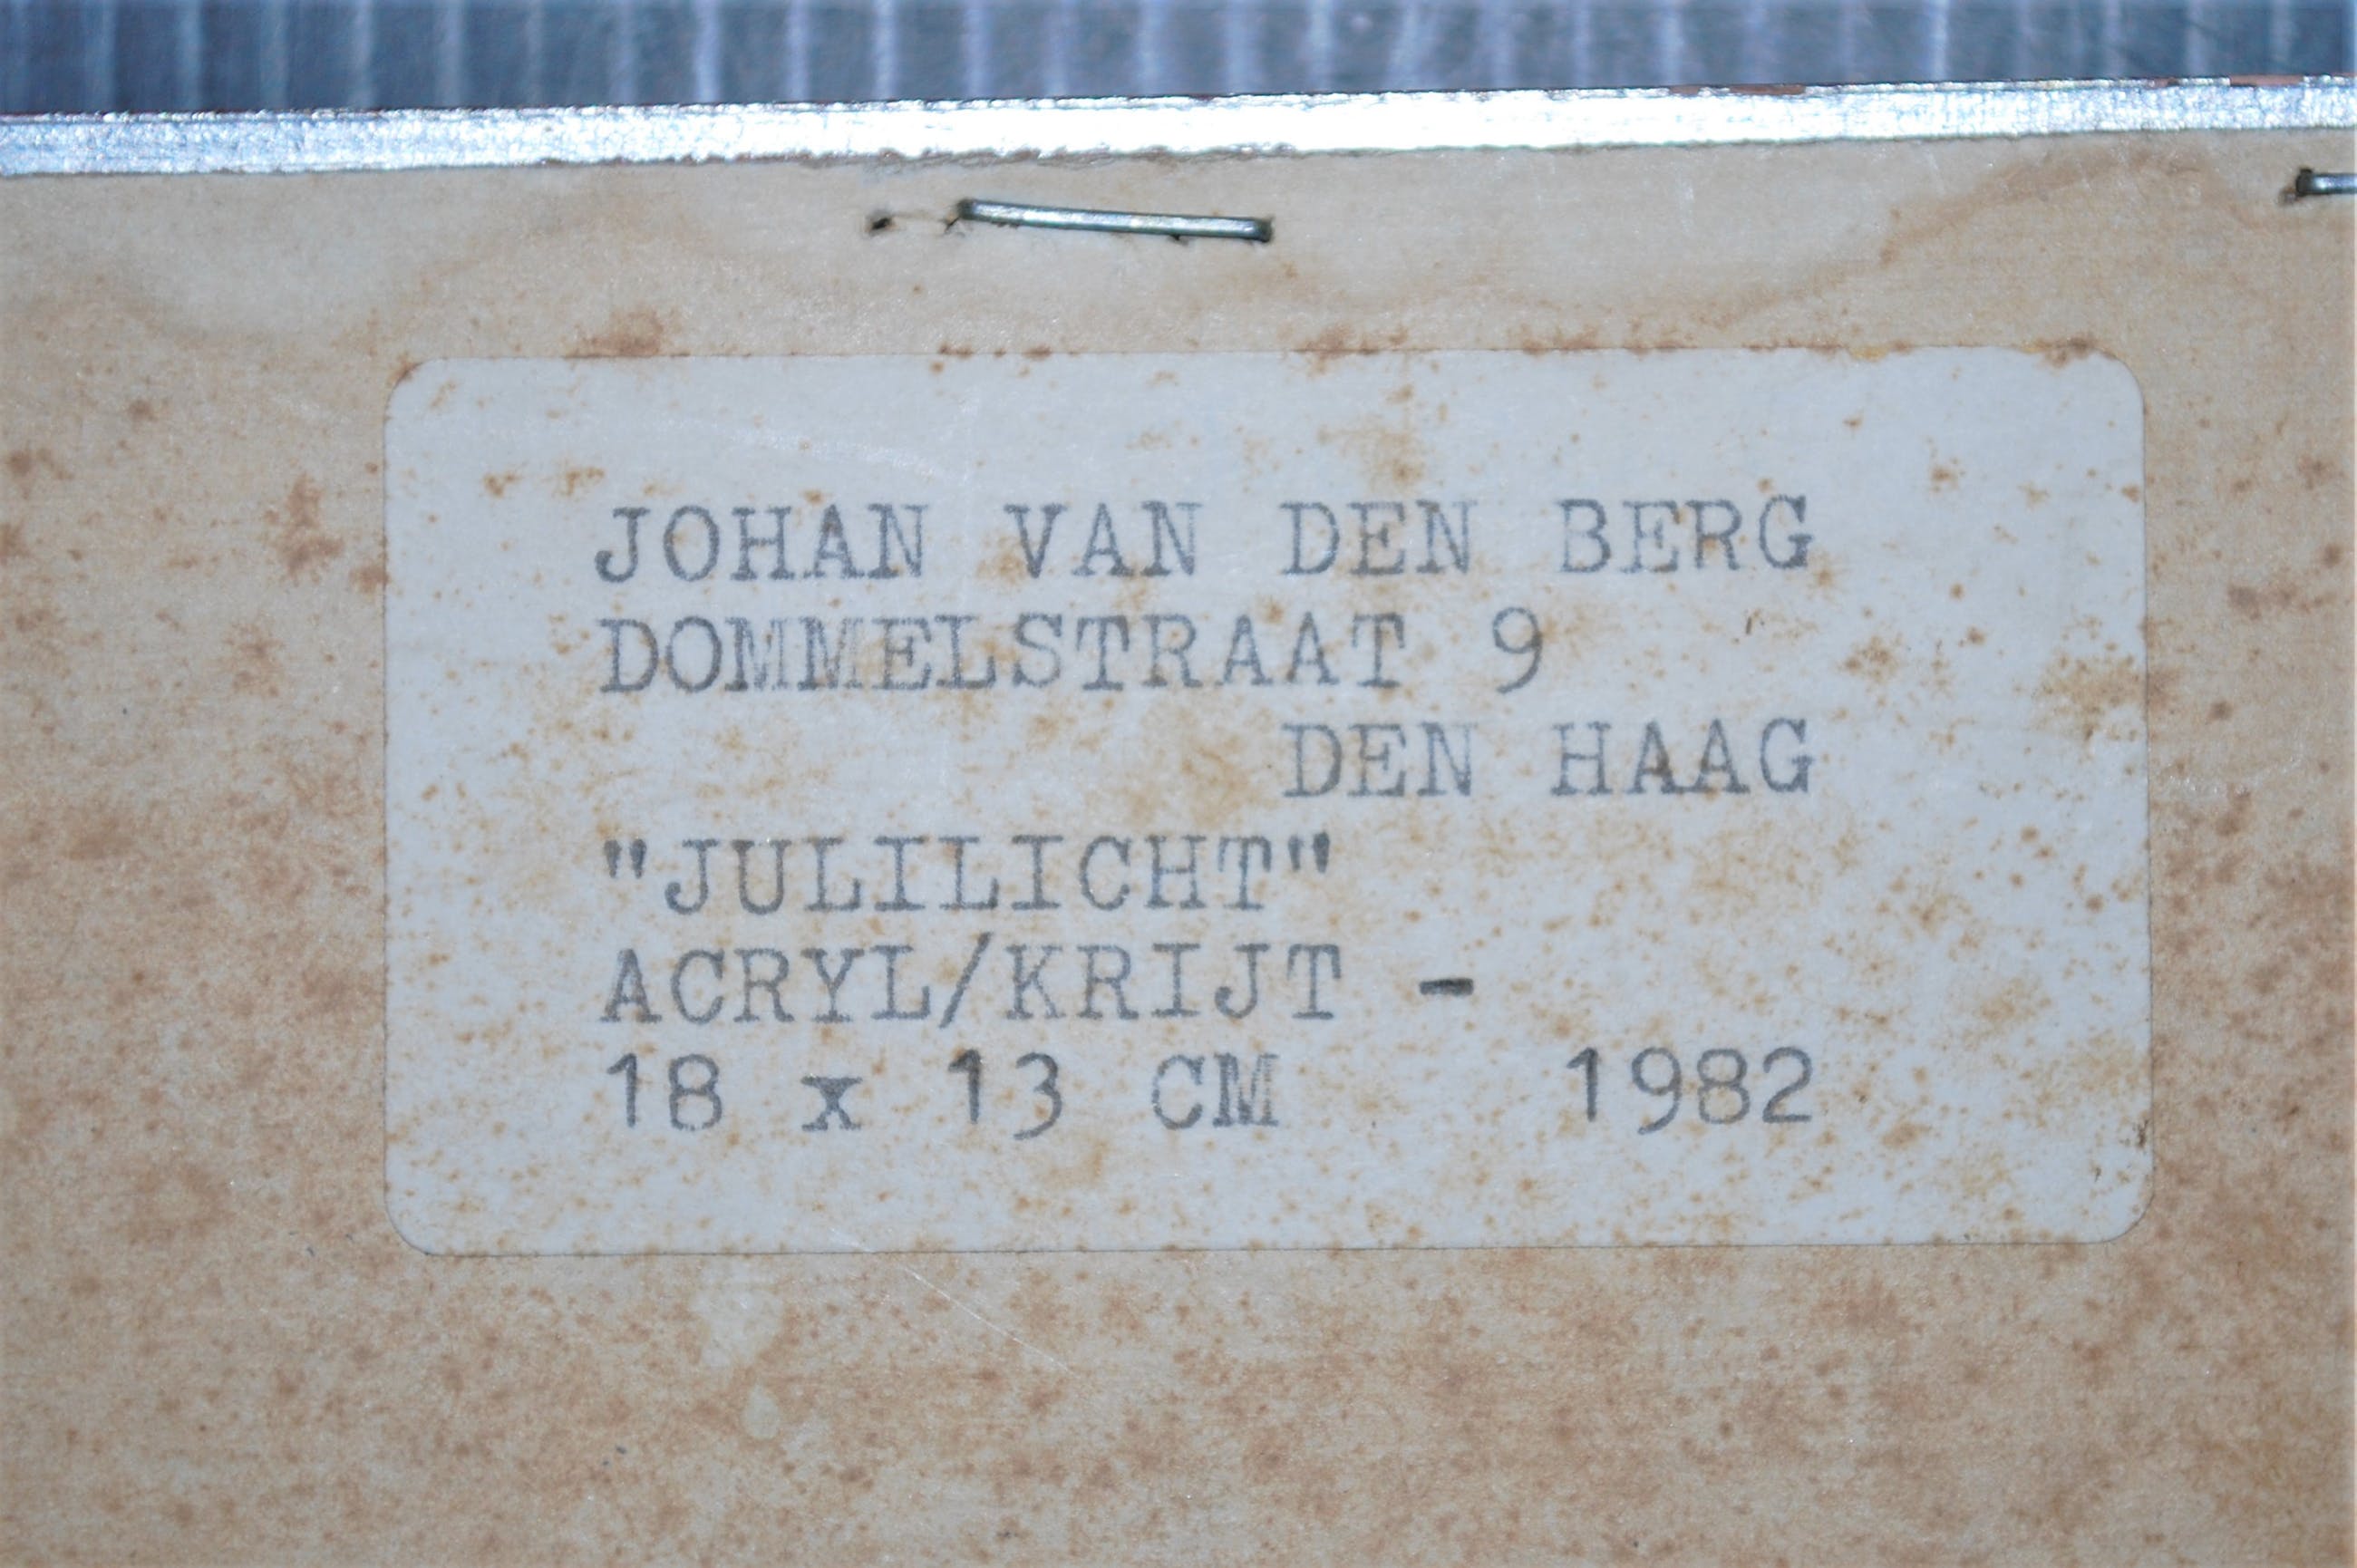 JOHAN VAN DEN BERG
DOMMELSTRAAT 9
DEN HAAG
"JULILICHT"
ACRYL/KRIJT -
18 x 13 CM 1982